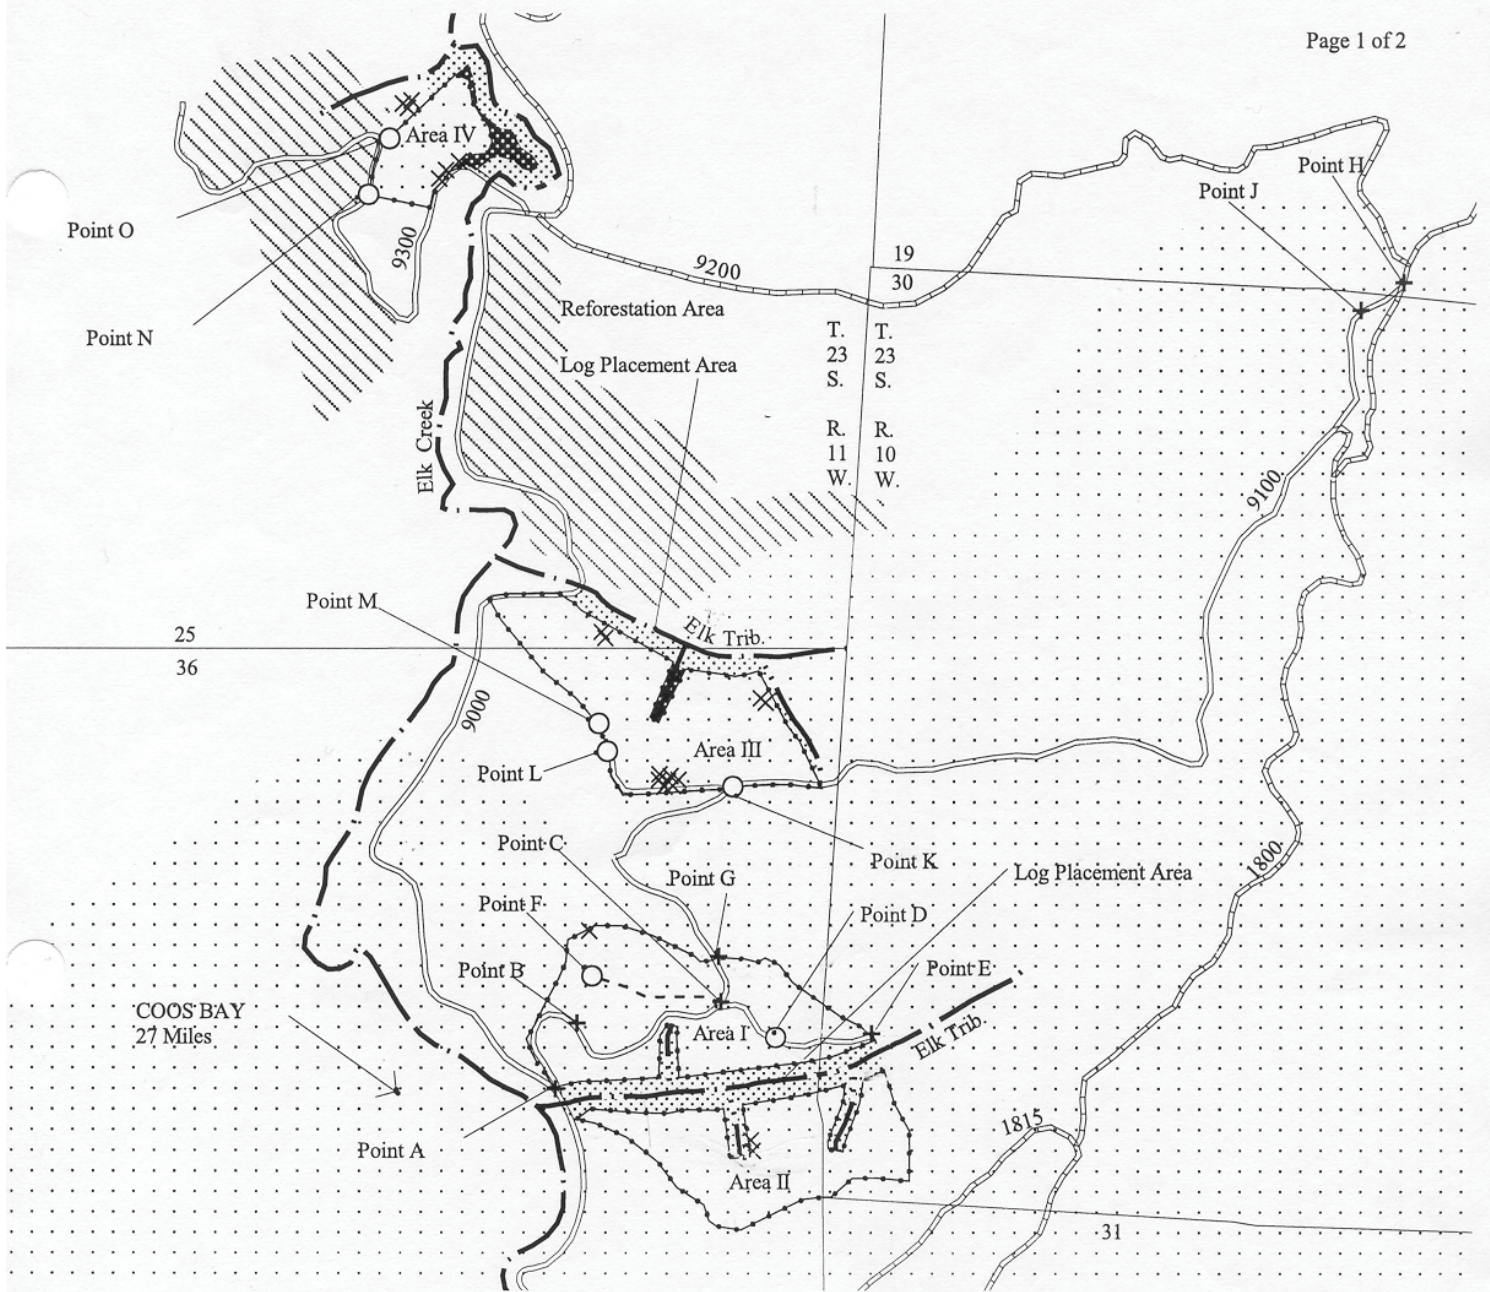 Page 1 of 2
Area IV
Point H
Point J
Point O
9300
19
9200
30
Reforestation Area
Point N
T. T.
23 23
S. S.
Log Placement Area
R. R.
11 10
W. W.
Elk Creek
9100
Point M
Elk Trib.
25
36
9000
Area III
Point L
Point C
Point K
1800
Log Placement Area
Point G
Point F
Point D
Point B
Point E
COOS BAY
27 Miles
Area I
Elk Trib.
1815
Point A
Area II
31